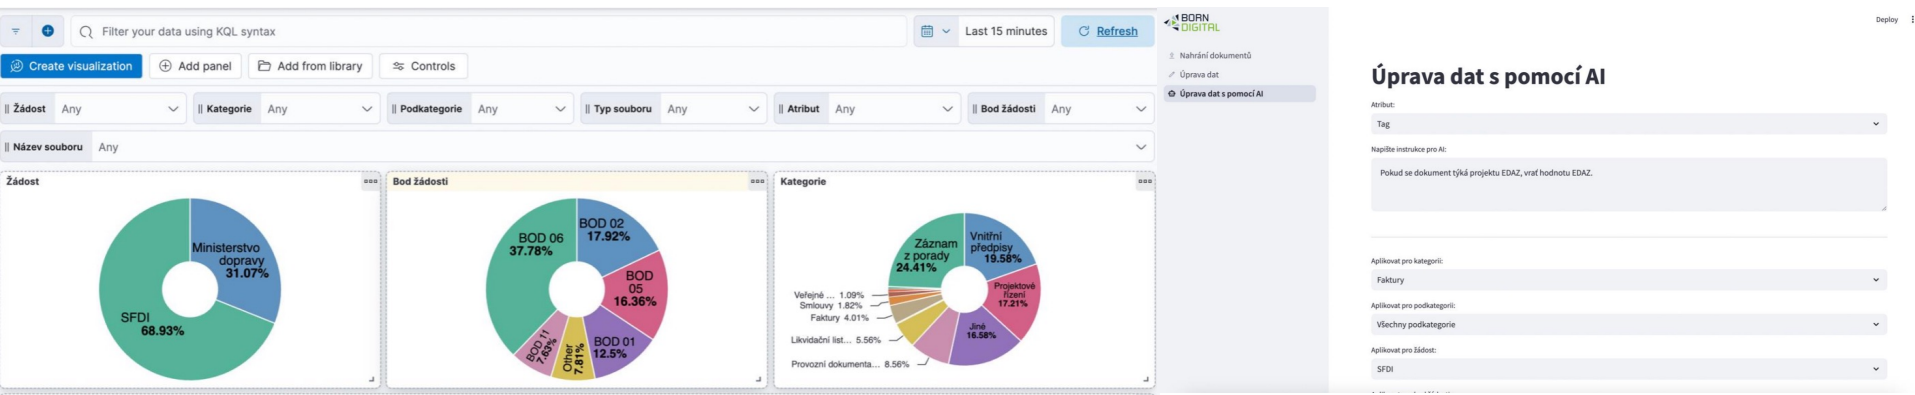 Filter your data using KQL syntax
Last 15 minutes
Refresh
Create visualization
Add panel
Add from library
Controls
Žádost Any
Kategorie Any
Podkategorie Any
Typ souboru Any
Atribut Any
Bod žádosti Any
Název souboru Any
Žádost
Ministerstvo
dopravy
31.07%
SFDI
68.93%
Bod žádosti
BOD 02
17.92%
BOD 06
37.78%
BOD
05
16.36%
BOD 01
12.5%
Other
7.81%
BOD 11
7.63%
Kategorie
Záznam
z porady
24.41%
Vnitřní
předpisy
19.58%
Projektové
řízení
17.21%
Jiné
16.58%
Veřejné ... 1.09%
Smlouvy 1.82%
Faktury 4.01%
Likvidační list... 5.56%
Provozní dokumenta... 8.56%
BORN
DIGITAL
Nahrání dokumentů
Úprava dat
Úprava dat s pomocí AI
Deploy
Úprava dat s pomocí AI
Atribut:
Tag
Napište instrukce pro AI:
Pokud se dokument týká projektu EDAZ, vrať hodnotu EDAZ.
Aplikovat pro kategorii:
Faktury
Aplikovat pro podkategorii:
Všechny podkategorie
Aplikovat pro žádost:
SFDI